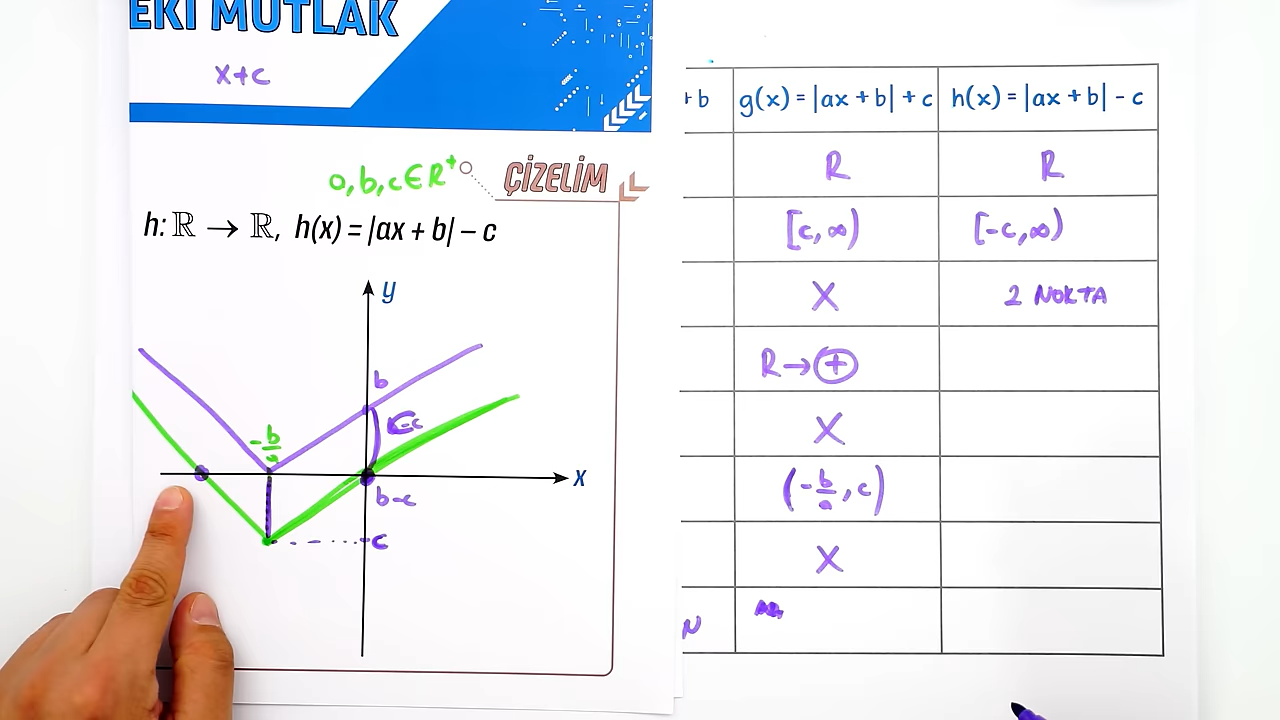 EKİ MUTLAK
x+c
a,b,c∈R⁺
ÇİZELİM
h: ℝ → ℝ, h(x) = |ax + b| – c
y
b
-c
-b/a
x
b-c
-c
+b
g(x) = |ax + b| + c
h(x) = |ax + b| - c
R
R
[c, ∞)
[-c, ∞)
X
2 NOKTA
R→+
X
(-b/a, c)
X
N